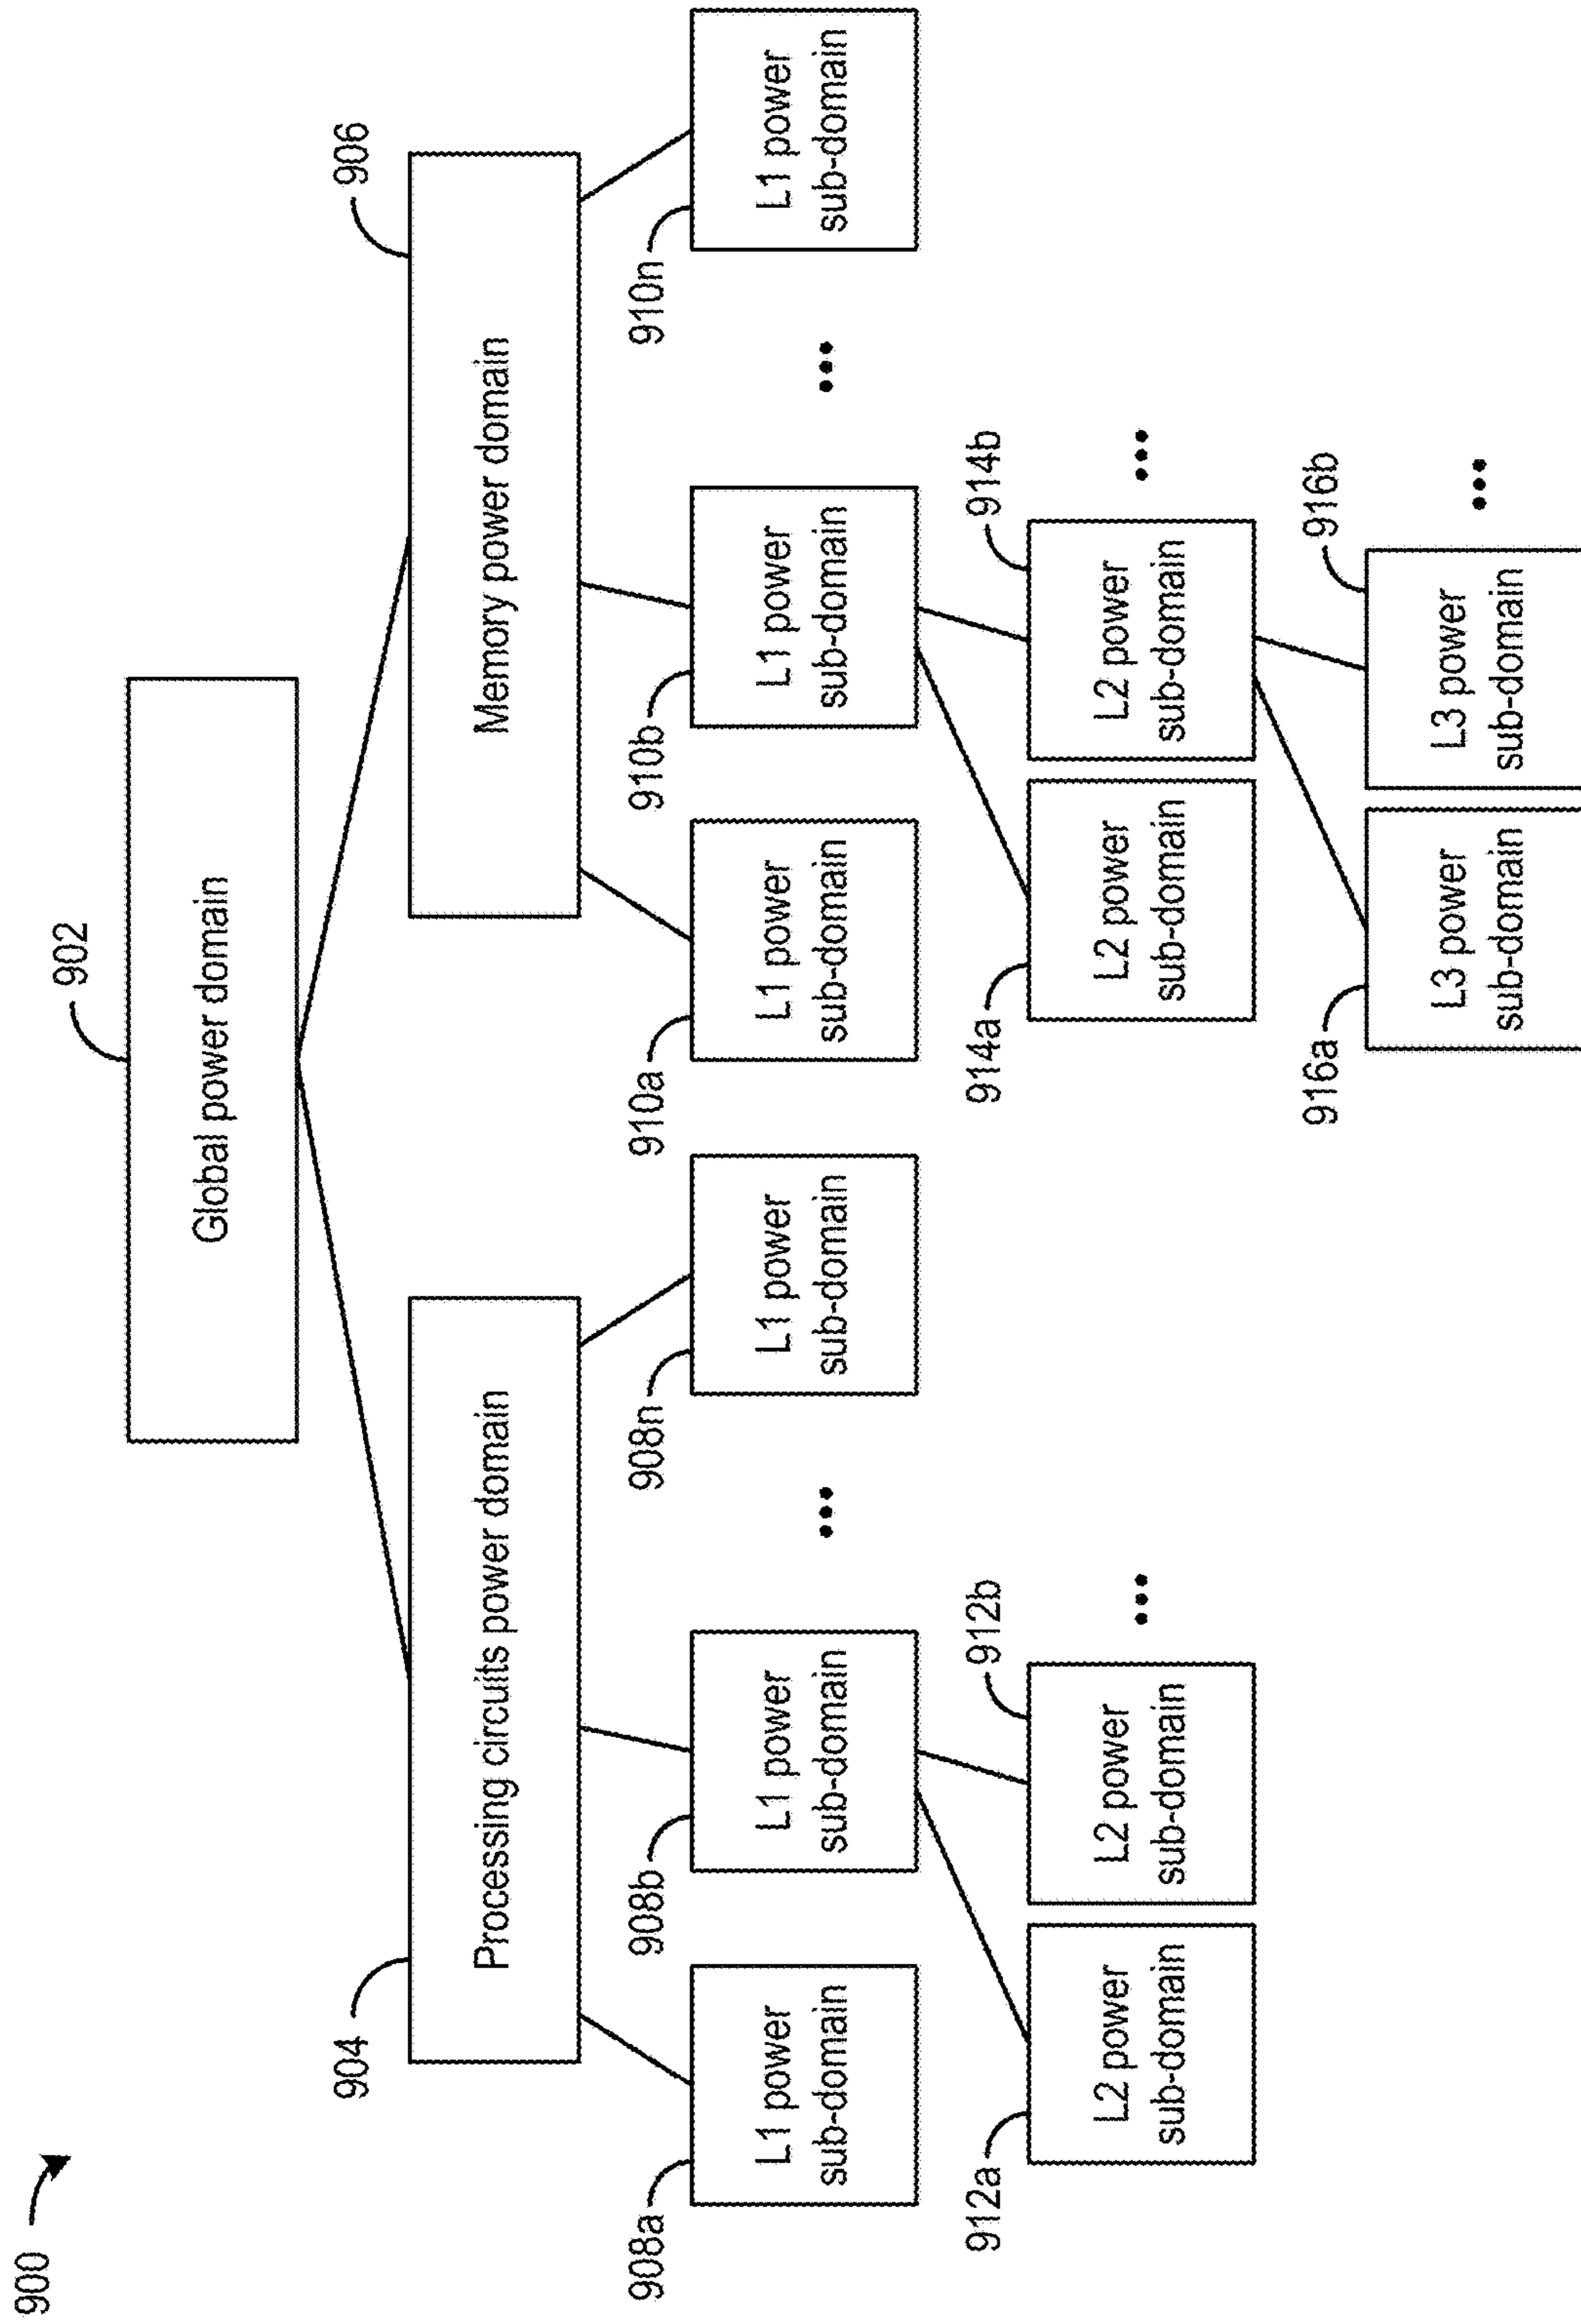 900
902
Global power domain
904
Processing circuits power domain
906
Memory power domain
908a
L1 power
sub-domain
908b
L1 power
sub-domain
...
908n
L1 power
sub-domain
910a
L1 power
sub-domain
910b
L1 power
sub-domain
...
910n
L1 power
sub-domain
912a
L2 power
sub-domain
912b
L2 power
sub-domain
...
914a
L2 power
sub-domain
914b
L2 power
sub-domain
...
916a
L3 power
sub-domain
916b
L3 power
sub-domain
...